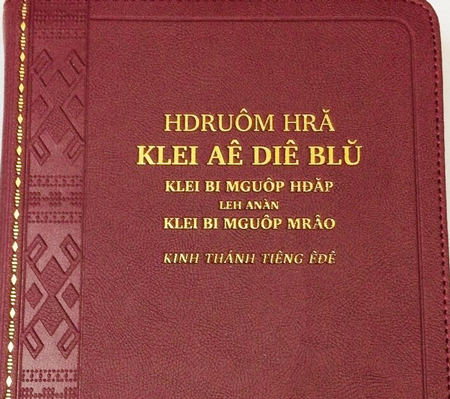 HDRUÔM HRĂ
KLEI AÊ DIÊ BLŬ
KLEI BI MGUÔP HĐĂP
LEH ANĂN
KLEI BI MGUÔP MRÂO
KINH THÁNH TIẾNG ÊĐÊ